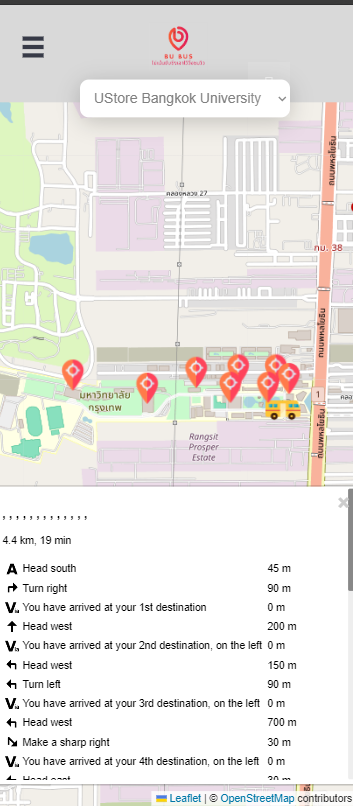 BU BUS
UStore Bangkok University
คลองหลวง 27
ถนนพหลโยธิน
กม. 38
ถนนพหลโยธิน
1
มหาวิทยาลัย
กรุงเทพ
ถนนพหลโยธิน
Rangsit
Prosper
Estate
×
, , , , , , , , , , , , ,
4.4 km, 19 min
Head south 45 m
Turn right 90 m
You have arrived at your 1st destination 0 m
Head west 200 m
You have arrived at your 2nd destination, on the left 0 m
Head west 150 m
Turn left 90 m
You have arrived at your 3rd destination, on the left 0 m
Head west 700 m
Make a sharp right 30 m
You have arrived at your 4th destination, on the left 0 m
Head east 30 m
Leaflet | © OpenStreetMap contributors